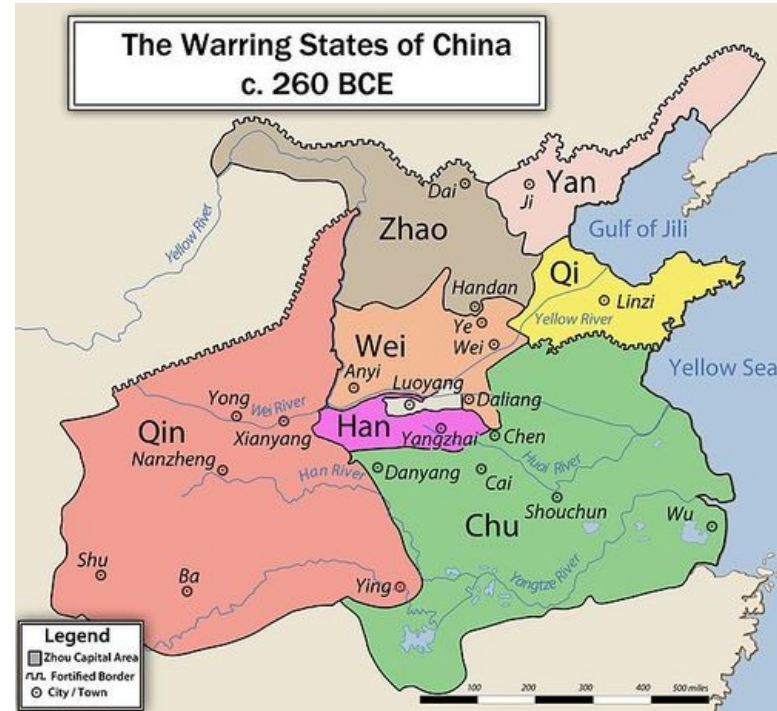 The Warring States of China
c. 260 BCE
Yan
Dai
Ji
Zhao
Gulf of Jili
Yellow River
Qi
Handan
Linzi
Ye
Yellow River
Wei
Wei
Yellow Sea
Anyi
Luoyang
Daliang
Yong
Wei River
Han
Qin
Xianyang
Yangzhai
Chen
Nanzheng
Huai River
Han River
Danyang
Cai
Shouchun
Chu
Wu
Shu
Ba
Ying
Yangtze River
Legend
Zhou Capital Area
Fortified Border
City / Town
0 100 200 300 400 500 miles